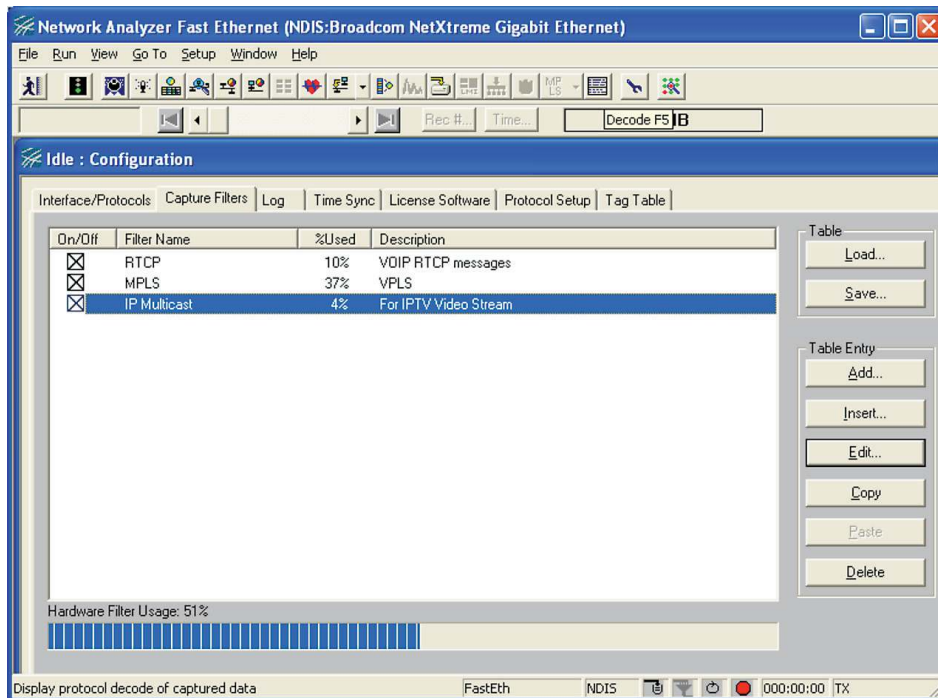 Network Analyzer Fast Ethernet (NDIS:Broadcom NetXtreme Gigabit Ethernet)
File Run View Go To Setup Window Help
LMI MP LS
Rec #... Time... Decode F5 IB
Idle : Configuration
Interface/Protocols Capture Filters Log Time Sync License Software Protocol Setup Tag Table
On/Off Filter Name %Used Description
RTCP 10% VOIP RTCP messages
MPLS 37% VPLS
IP Multicast 4% For IPTV Video Stream
Table
Load...
Save...
Table Entry
Add...
Insert...
Edit...
Copy
Paste
Delete
Hardware Filter Usage: 51%
Display protocol decode of captured data FastEth NDIS 000:00:00 TX